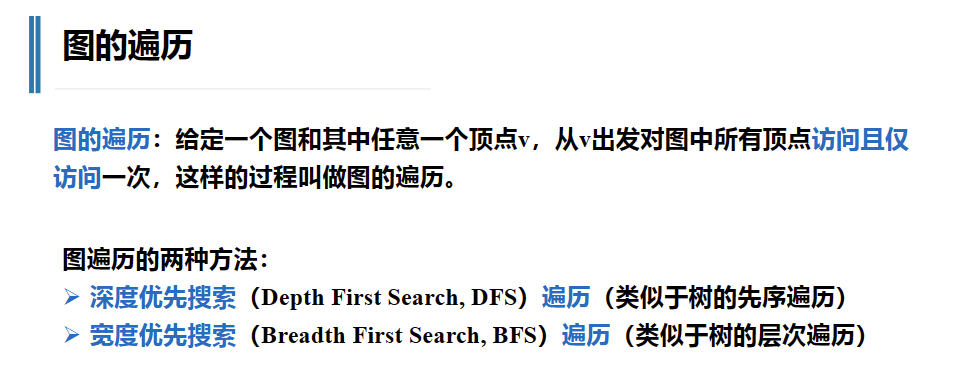 图的遍历
图的遍历：给定一个图和其中任意一个顶点v，从v出发对图中所有顶点访问且仅
访问一次，这样的过程叫做图的遍历。
图遍历的两种方法：
➢ 深度优先搜索（Depth First Search, DFS）遍历（类似于树的先序遍历）
➢ 宽度优先搜索（Breadth First Search, BFS）遍历（类似于树的层次遍历）